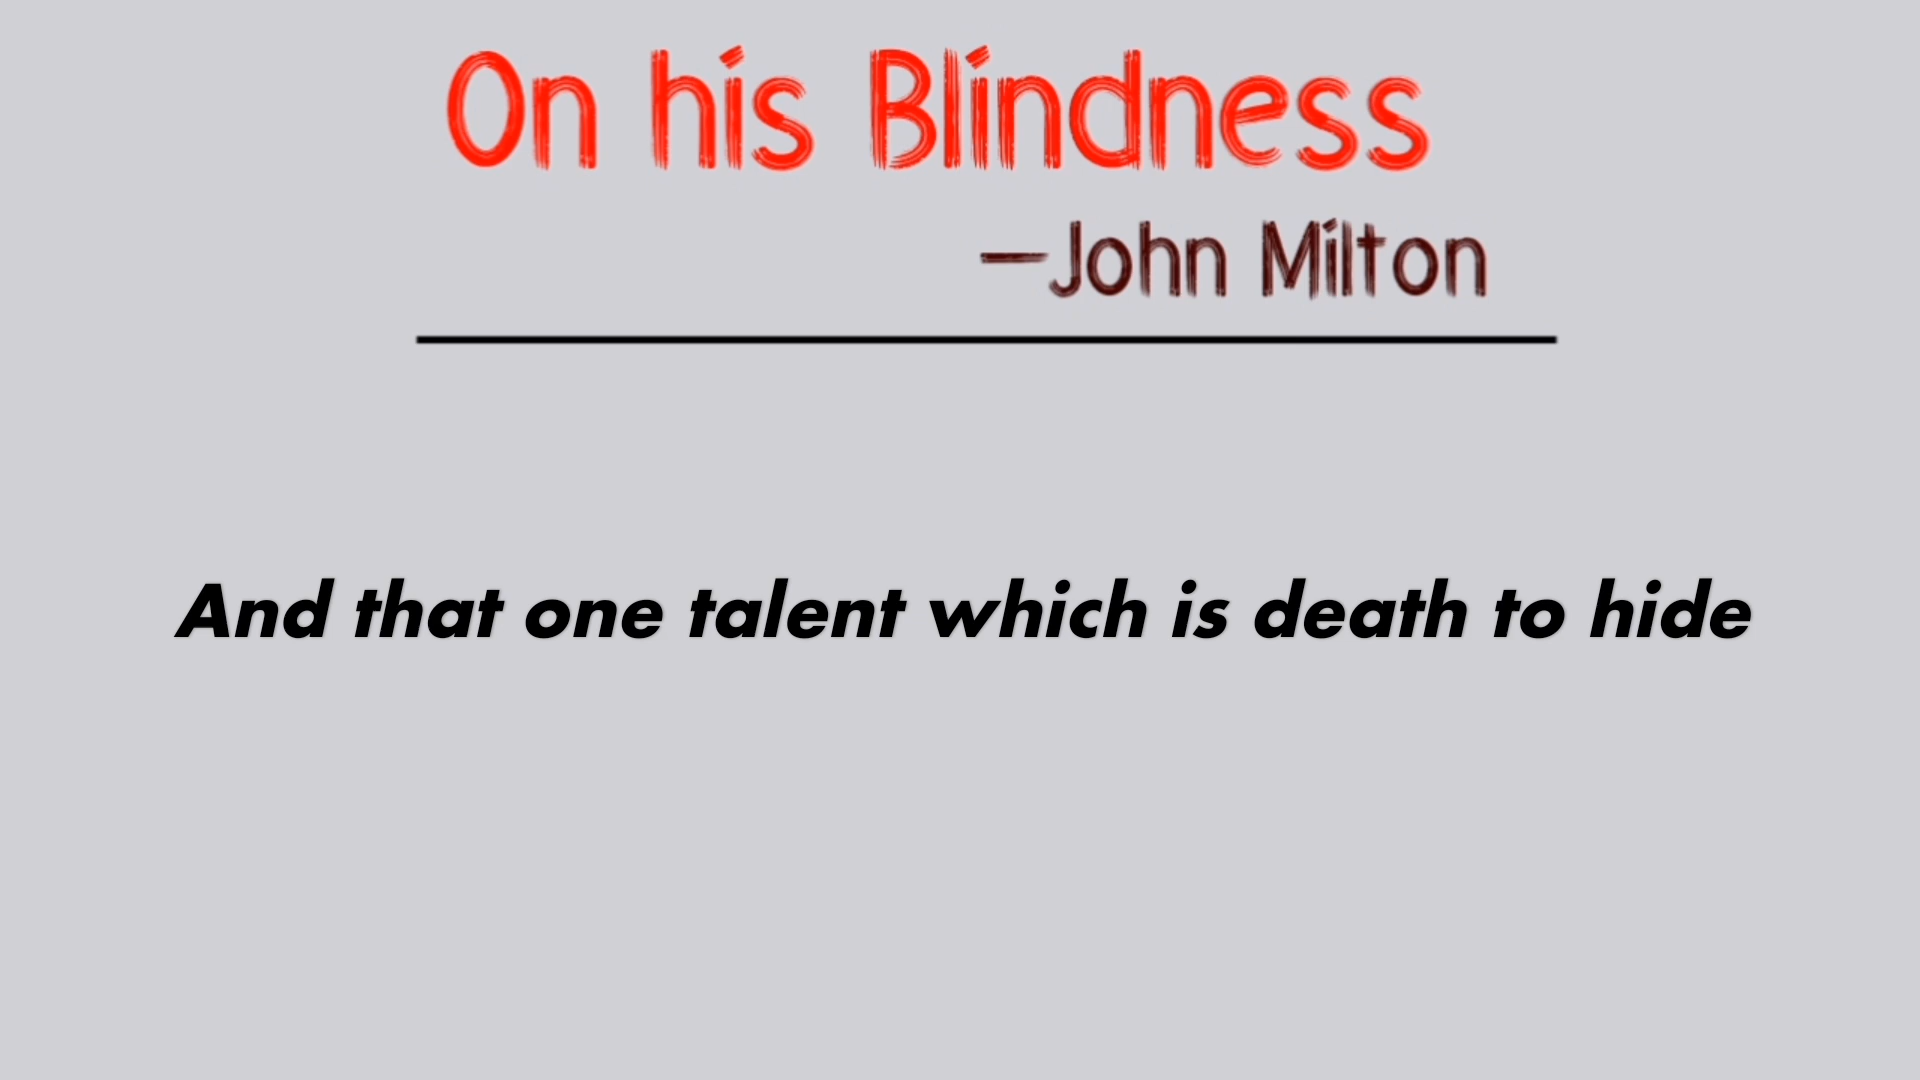 On his Blindness
—John Milton
And that one talent which is death to hide